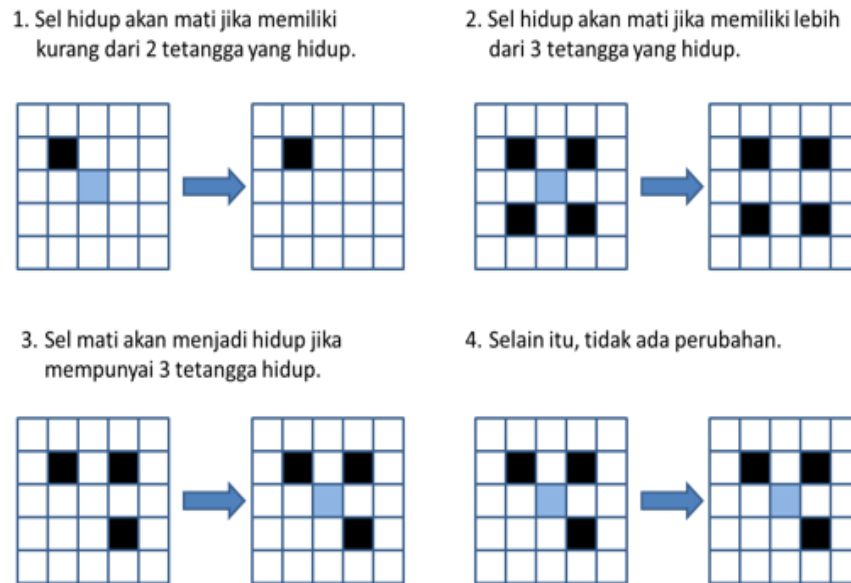 1. Sel hidup akan mati jika memiliki
kurang dari 2 tetangga yang hidup.
2. Sel hidup akan mati jika memiliki lebih
dari 3 tetangga yang hidup.
3. Sel mati akan menjadi hidup jika
mempunyai 3 tetangga hidup.
4. Selain itu, tidak ada perubahan.